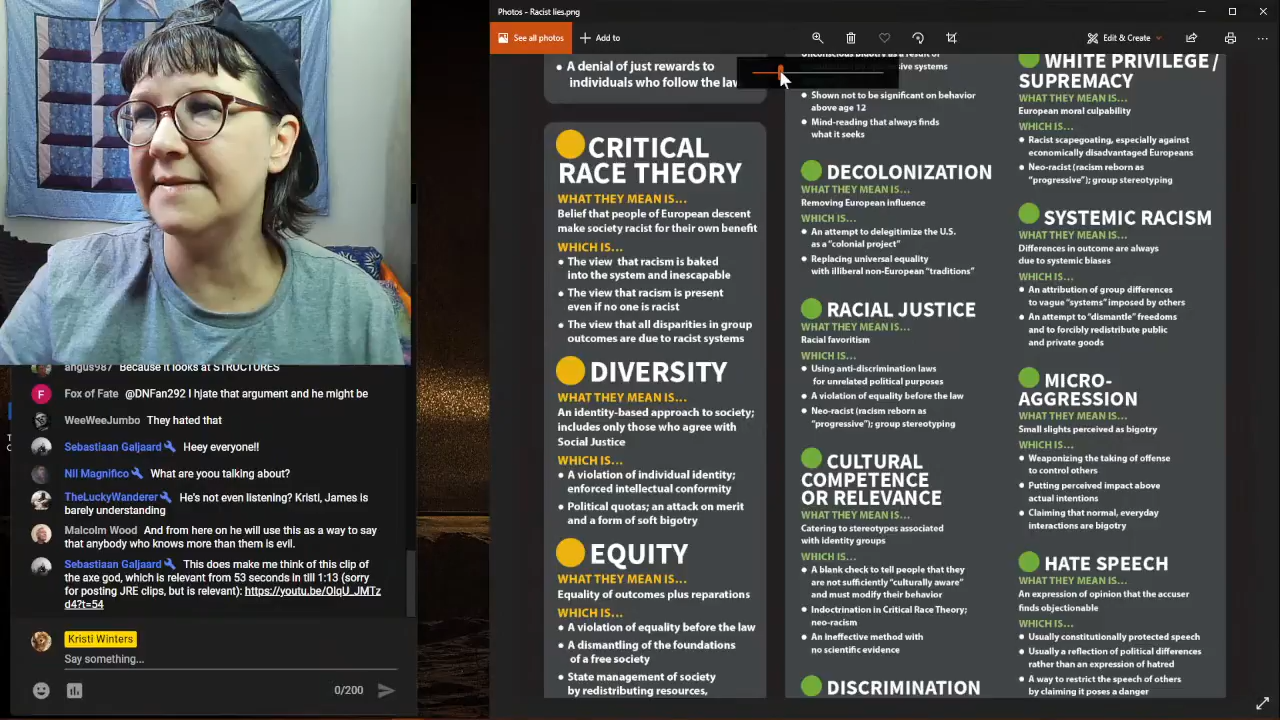 angus987 Because it looks at STRUCTURES
F Fox of Fate @DNFan292 I hjate that argument and he might be
WeeWeeJumbo They hated that
Sebastiaan Galjaard Heey everyone!!
Nil Magnifico What are yoou talking about?
TheLuckyWanderer He's not even listening? Kristi, James is
barely understanding
Malcolm Wood And from here on he will use this as a way to say
that anybody who knows more than them is evil.
Sebastiaan Galjaard This does make me think of this clip of
the axe god, which is relevant from 53 seconds in till 1:13 (sorry
for posting JRE clips, but is relevant): https://youtu.be/OlqU_JMTz
d4?t=54
Kristi Winters
Say something...
0/200
Photos - Racist lies.png
See all photos
Add to
Edit & Create
• A denial of just rewards to
individuals who follow the law
CRITICAL
RACE THEORY
WHAT THEY MEAN IS...
Belief that people of European descent
make society racist for their own benefit
WHICH IS...
• The view that racism is baked
into the system and inescapable
• The view that racism is present
even if no one is racist
• The view that all disparities in group
outcomes are due to racist systems
DIVERSITY
WHAT THEY MEAN IS...
An identity-based approach to society;
includes only those who agree with
Social Justice
WHICH IS...
• A violation of individual identity;
enforced intellectual conformity
• Political quotas; an attack on merit
and a form of soft bigotry
EQUITY
WHAT THEY MEAN IS...
Equality of outcomes plus reparations
WHICH IS...
• A violation of equality before the law
• A dismantling of the foundations
of a free society
• State management of society
by redistributing resources,
Unconscious bigotry as a result of
systems
• Shown not to be significant on behavior
above age 12
• Mind-reading that always finds
what it seeks
DECOLONIZATION
WHAT THEY MEAN IS...
Removing European influence
WHICH IS...
• An attempt to delegitimize the U.S.
as a "colonial project"
• Replacing universal equality
with illiberal non-European "traditions"
RACIAL JUSTICE
WHAT THEY MEAN IS...
Racial favoritism
WHICH IS...
• Using anti-discrimination laws
for unrelated political purposes
• A violation of equality before the law
• Neo-racist (racism reborn as
"progressive"); group stereotyping
CULTURAL
COMPETENCE
OR RELEVANCE
WHAT THEY MEAN IS...
Catering to stereotypes associated
with identity groups
WHICH IS...
• A blank check to tell people that they
are not sufficiently "culturally aware"
and must modify their behavior
• Indoctrination in Critical Race Theory;
neo-racism
• An ineffective method with
no scientific evidence
DISCRIMINATION
WHITE PRIVILEGE /
SUPREMACY
WHAT THEY MEAN IS...
European moral culpability
WHICH IS...
• Racist scapegoating, especially against
economically disadvantaged Europeans
• Neo-racist (racism reborn as
"progressive"); group stereotyping
SYSTEMIC RACISM
WHAT THEY MEAN IS...
Differences in outcome are always
due to systemic biases
WHICH IS...
• An attribution of group differences
to vague "systems" imposed by others
• An attempt to "dismantle" freedoms
and to forcibly redistribute public
and private goods
MICRO-
AGGRESSION
WHAT THEY MEAN IS...
Small slights perceived as bigotry
WHICH IS...
• Weaponizing the taking of offense
to control others
• Putting perceived impact above
actual intentions
• Claiming that normal, everyday
interactions are bigotry
HATE SPEECH
WHAT THEY MEAN IS...
An expression of opinion that the accuser
finds objectionable
WHICH IS...
• Usually constitutionally protected speech
• Usually a reflection of political differences
rather than an expression of hatred
• A way to restrict the speech of others
by claiming it poses a danger